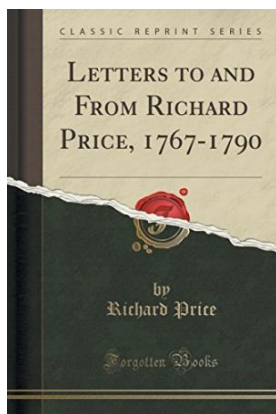 CLASSIC REPRINT SERIES
LETTERS TO AND
FROM RICHARD
PRICE, 1767-1790
by
Richard Price
Forgotten Books